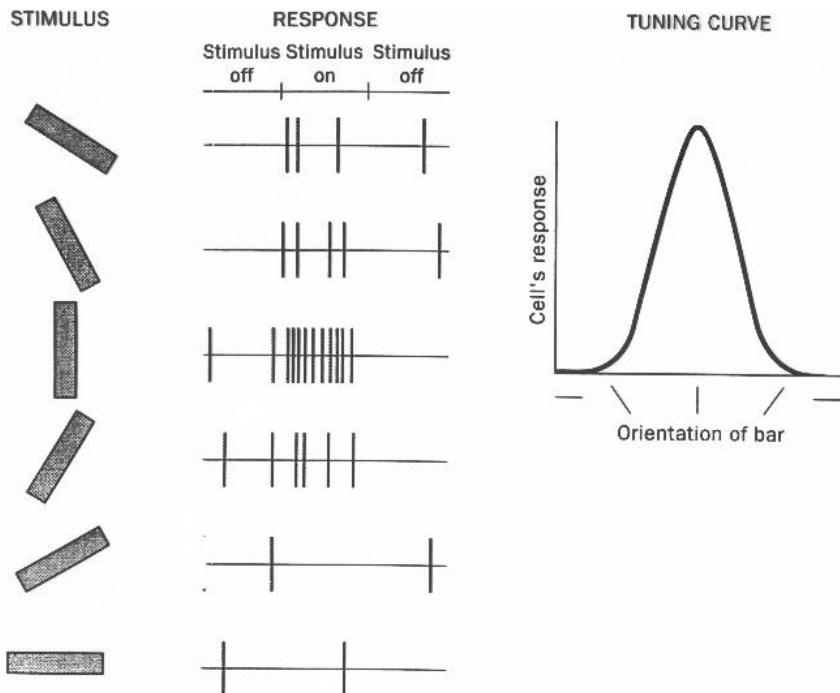 STIMULUS
RESPONSE
Stimulus Stimulus Stimulus
off on off
TUNING CURVE
Cell's response
Orientation of bar